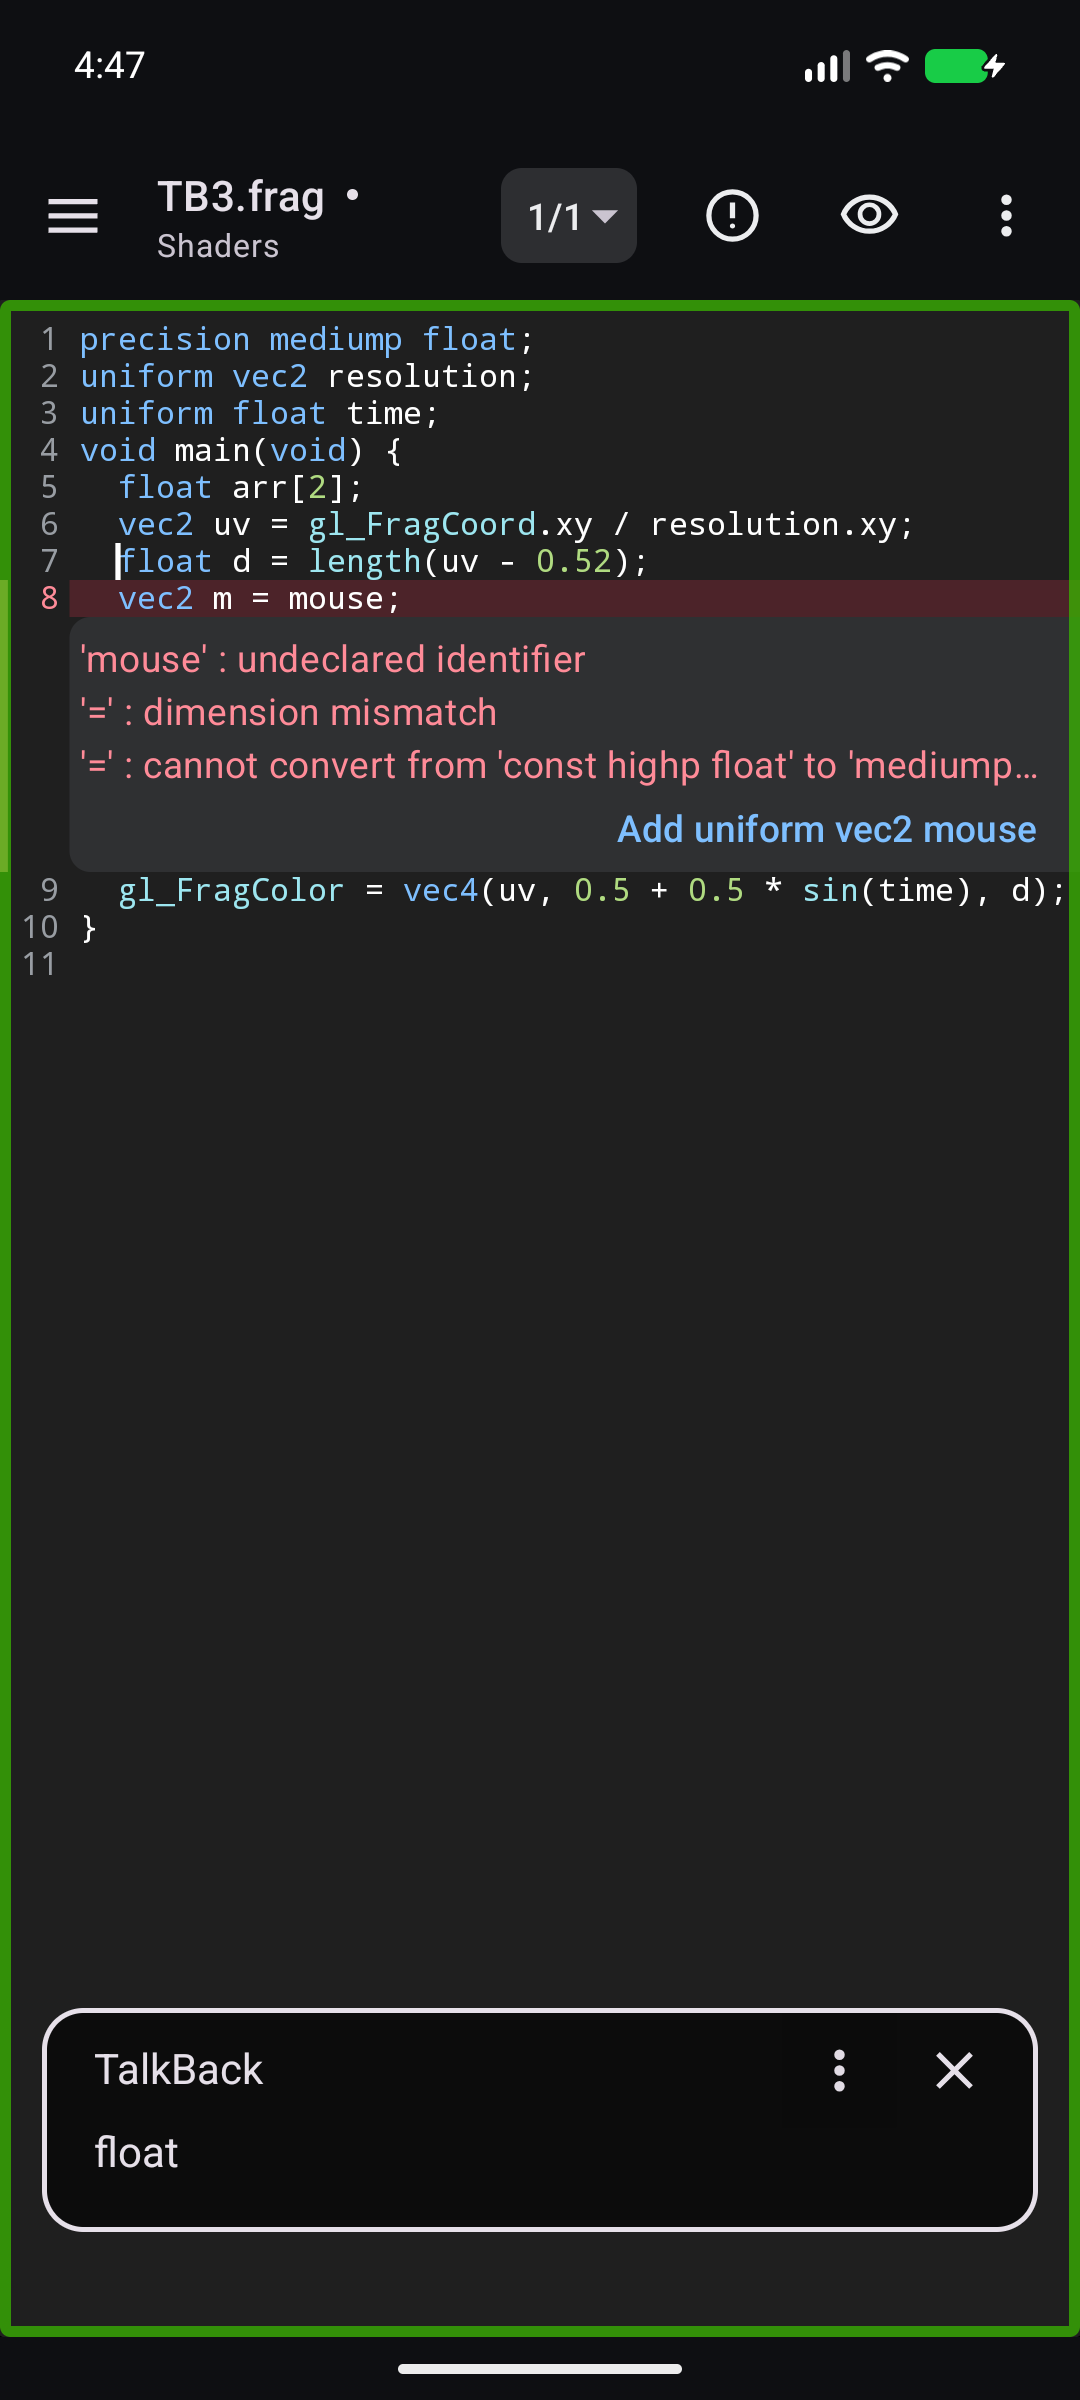 4:47
TB3.frag •
Shaders
1/1
1 precision mediump float;
2 uniform vec2 resolution;
3 uniform float time;
4 void main(void) {
5   float arr[2];
6   vec2 uv = gl_FragCoord.xy / resolution.xy;
7   float d = length(uv - 0.52);
8   vec2 m = mouse;
'mouse' : undeclared identifier
'=' : dimension mismatch
'=' : cannot convert from 'const highp float' to 'mediump…
Add uniform vec2 mouse
9   gl_FragColor = vec4(uv, 0.5 + 0.5 * sin(time), d);
10 }
11
TalkBack
float